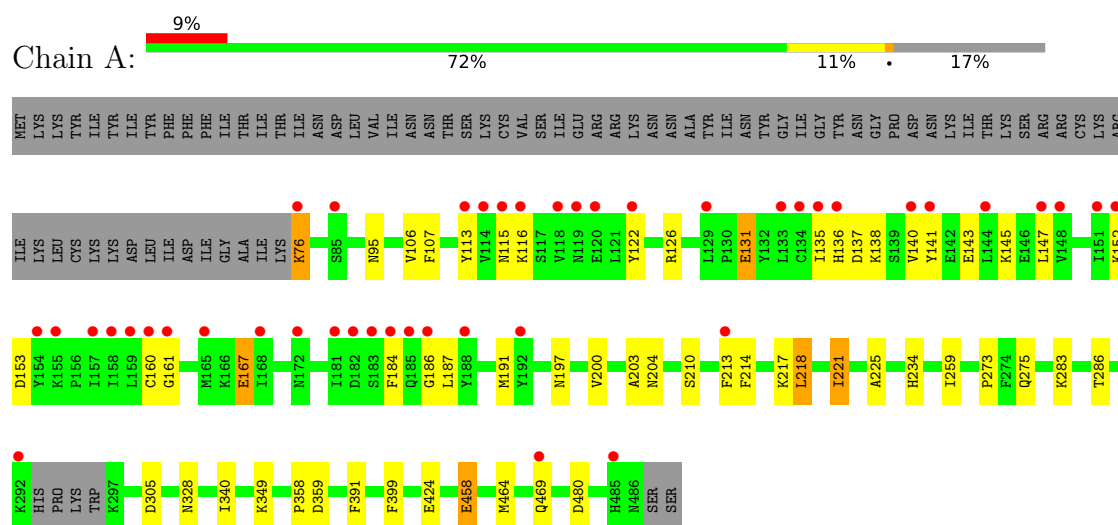 9%
Chain A:
72% 11% • 17%
MET LYS LYS TYR ILE TYR ILE TYR PHE PHE PHE ILE THR ILE THR ILE ASN ASP LEU VAL ILE ASN ASN THR SER LYS CYS VAL SER ILE GLU ARG ARG LYS ASN ASN ALA TYR ILE ASN TYR GLY ILE GLY TYR ASN GLY PRO ASP ASN LYS ILE THR LYS SER ARG ARG CYS LYS ARG
ILE LYS LEU CYS LYS LYS ASP LEU ILE ASP ILE GLY ALA ILE LYS K76 S85 N95 V106 F107 Y113 V114 N115 K116 S117 V118 N119 E120 L121 Y122 R126 L129 P130 E131 Y132 L133 C134 I135 H136 D137 K138 S139 V140 Y141 E142 E143 L144 K145 E146 L147 V148 I151 K152
D153 Y154 K155 P156 I157 I158 L159 C160 G161 M165 K166 E167 I168 N172 I181 D182 S183 F184 Q185 G186 L187 Y188 M191 Y192 N197 V200 A203 N204 S210 F213 F214 K217 L218 I221 A225 H234 I259 P273 F274 Q275 K283 T286
K292 HIS PRO LYS TRP K297 D305 N328 I340 K349 P358 D359 F391 F399 E424 E458 M464 Q469 D480 H485 N486 SER SER